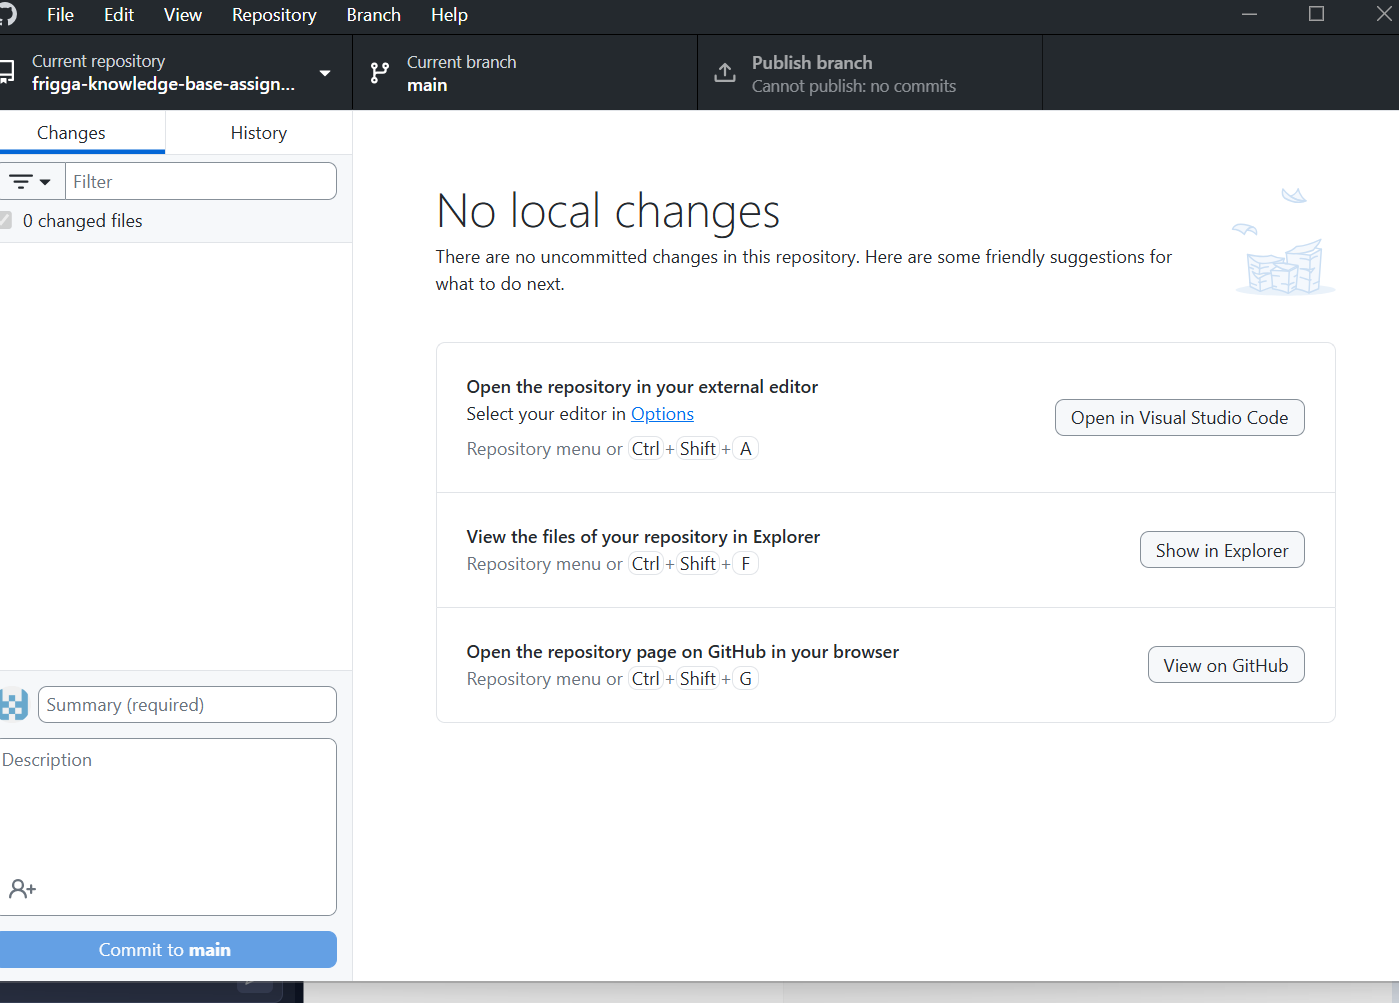 File Edit View Repository Branch Help
Current repository
frigga-knowledge-base-assign...
Current branch
main
Publish branch
Cannot publish: no commits
Changes History
Filter
0 changed files
No local changes
There are no uncommitted changes in this repository. Here are some friendly suggestions for
what to do next.
Open the repository in your external editor
Select your editor in Options
Repository menu or Ctrl + Shift + A
Open in Visual Studio Code
View the files of your repository in Explorer
Repository menu or Ctrl + Shift + F
Show in Explorer
Open the repository page on GitHub in your browser
Repository menu or Ctrl + Shift + G
View on GitHub
Summary (required)
Description
Commit to main